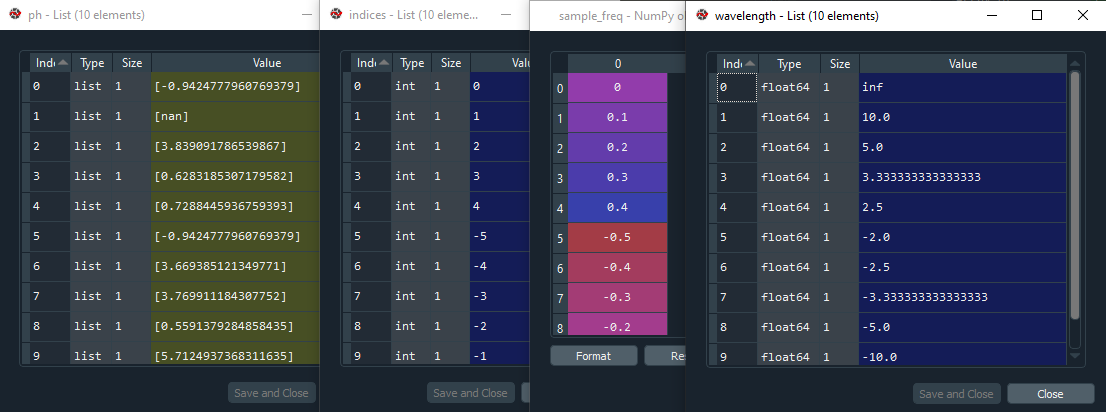 ph - List (10 elements)
Indε Type Size Value
0 list 1 [-0.9424777960769379]
1 list 1 [nan]
2 list 1 [3.839091786539867]
3 list 1 [0.6283185307179582]
4 list 1 [0.7288445936759393]
5 list 1 [-0.9424777960769379]
6 list 1 [3.669385121349771]
7 list 1 [3.769911184307752]
8 list 1 [0.5591379284858435]
9 list 1 [5.7124937368311635]
Save and Close
indices - List (10 eleme...
Inde Type Size Valu
0 int 1 0
1 int 1 1
2 int 1 2
3 int 1 3
4 int 1 4
5 int 1 -5
6 int 1 -4
7 int 1 -3
8 int 1 -2
9 int 1 -1
Save and Close
sample_freq - NumPy o
0
0 0
1 0.1
2 0.2
3 0.3
4 0.4
5 -0.5
6 -0.4
7 -0.3
8 -0.2
Format Res
wavelength - List (10 elements)
Inde Type Size Value
0 float64 1 inf
1 float64 1 10.0
2 float64 1 5.0
3 float64 1 3.333333333333333
4 float64 1 2.5
5 float64 1 -2.0
6 float64 1 -2.5
7 float64 1 -3.333333333333333
8 float64 1 -5.0
9 float64 1 -10.0
Save and Close Close